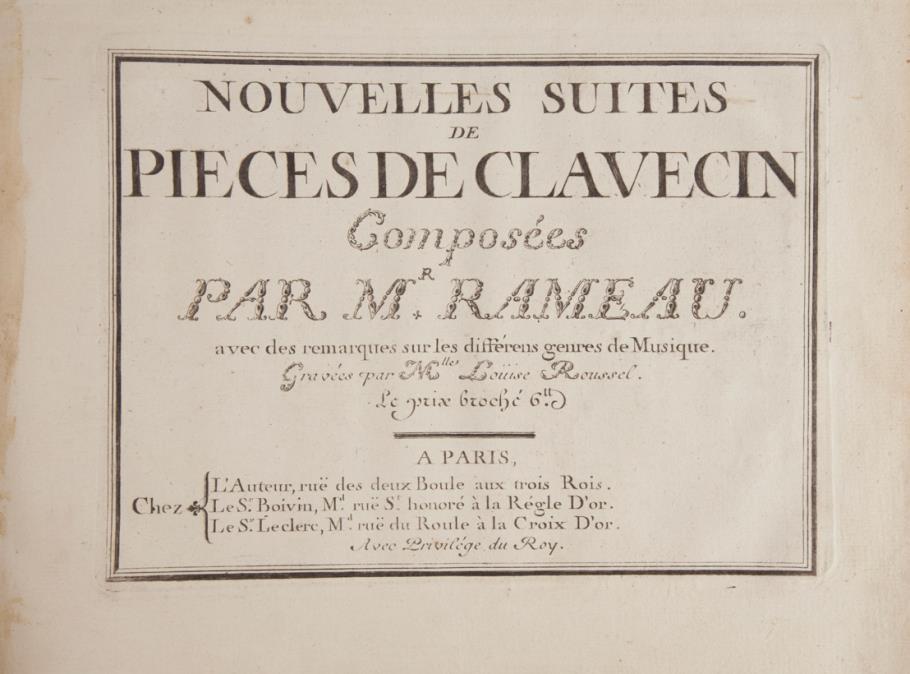 NOUVELLES SUITES
DE
PIECES DE CLAVECIN
Composées
PAR M.R RAMEAU.
avec des remarques sur les différens genres de Musique.
Gravées par Mlle Loüise Roussel.
Le prix broché 6.tt
A PARIS,
Chez
L'Auteur, ruë des deux Boule aux trois Rois.
Le Sr. Boivin, Md. ruë St. honoré à la Régle D'or.
Le Sr. Leclerc, Md. ruë du Roule à la Croix D'or.
Avec Privilége du Roy.